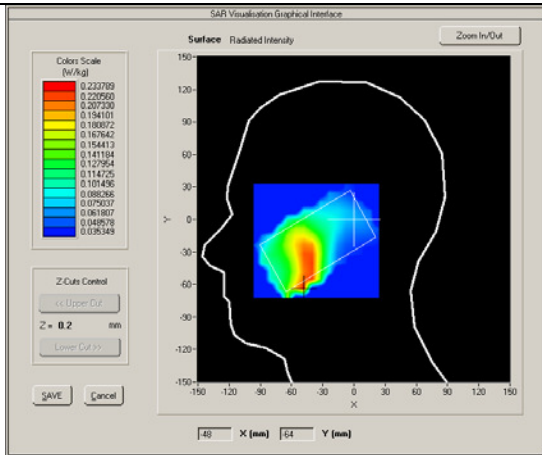 SAR Visualisation Graphical Interface
Surface Radiated Intensity
Zoom In/Out
Colors Scale
(W/kg)
0.233789
0.220560
0.207330
0.194101
0.180872
0.167642
0.154413
0.141184
0.127954
0.114725
0.101496
0.088266
0.075037
0.061807
0.048578
0.035349
Z-Cuts Control
<< Upper Cut
Z = 0.2 mm
Lower Cut >>
SAVE Cancel
150
120
90
60
30
0
-30
-60
-90
-120
-150
Y
-150 -120 -90 -60 -30 0 30 60 90 120 150
X
-48 X (mm) -64 Y (mm)